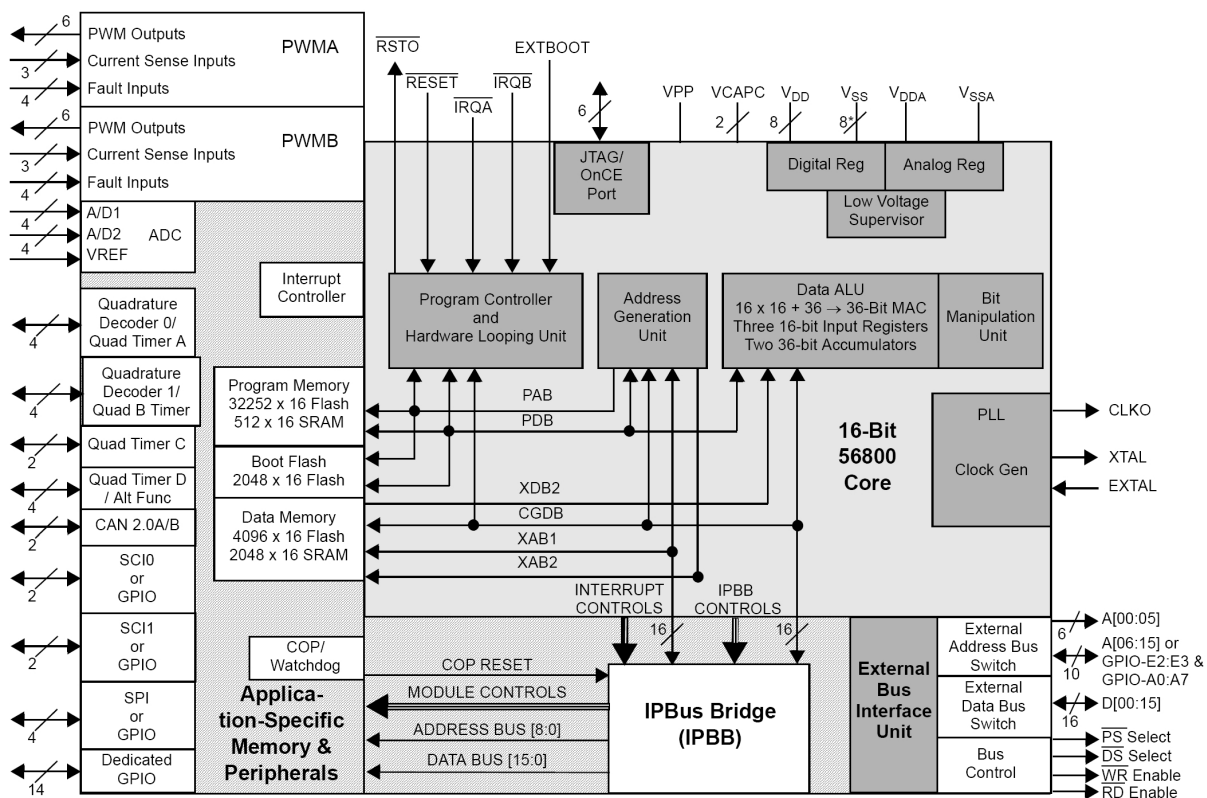 6
PWM Outputs
PWMA
3
Current Sense Inputs
4
Fault Inputs
6
PWM Outputs
PWMB
3
Current Sense Inputs
4
Fault Inputs
4
A/D1
4
A/D2
ADC
VREF
RSTO
RESET
IRQA
IRQB
EXTBOOT
6
JTAG/
OnCE
Port
VPP
VCAPC
2
VDD
8
VSS
8*
VDDA
VSSA
Digital Reg
Analog Reg
Low Voltage
Supervisor
Interrupt
Controller
Program Controller
and
Hardware Looping Unit
Address
Generation
Unit
Data ALU
16 x 16 + 36 → 36-Bit MAC
Three 16-bit Input Registers
Two 36-bit Accumulators
Bit
Manipulation
Unit
4
Quadrature
Decoder 0/
Quad Timer A
4
Quadrature
Decoder 1/
Quad B Timer
2
Quad Timer C
4
Quad Timer D
/ Alt Func
2
CAN 2.0A/B
2
SCI0
or
GPIO
2
SCI1
or
GPIO
4
SPI
or
GPIO
14
Dedicated
GPIO
Program Memory
32252 x 16 Flash
512 x 16 SRAM
Boot Flash
2048 x 16 Flash
Data Memory
4096 x 16 Flash
2048 x 16 SRAM
PAB
PDB
XDB2
CGDB
XAB1
XAB2
16-Bit
56800
Core
PLL
Clock Gen
CLKO
XTAL
EXTAL
INTERRUPT
CONTROLS
16
IPBB
CONTROLS
16
COP/
Watchdog
COP RESET
MODULE CONTROLS
ADDRESS BUS [8:0]
DATA BUS [15:0]
Applica-
tion-Specific
Memory &
Peripherals
IPBus Bridge
(IPBB)
External
Bus
Interface
Unit
External
Address Bus
Switch
External
Data Bus
Switch
Bus
Control
6
A[00:05]
10
A[06:15] or
GPIO-E2:E3 &
GPIO-A0:A7
16
D[00:15]
PS Select
DS Select
WR Enable
RD Enable